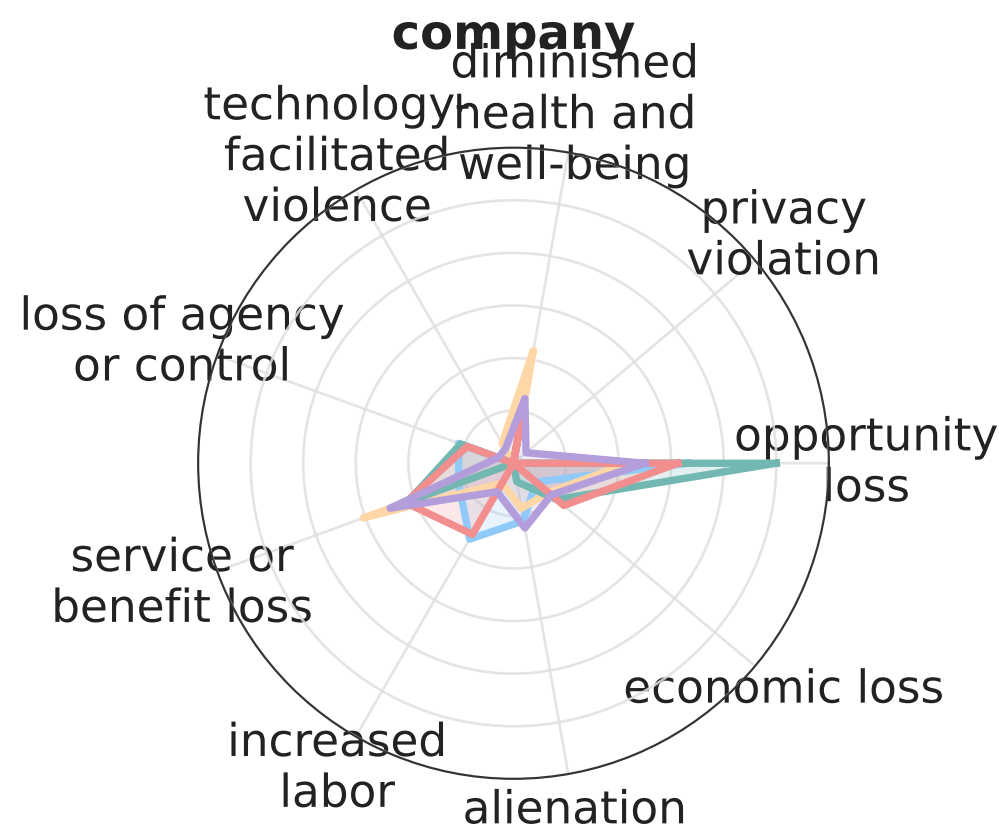 company
diminished
health and
well-being
technology-
facilitated
violence
privacy
violation
loss of agency
or control
opportunity
loss
service or
benefit loss
economic loss
increased
labor
alienation